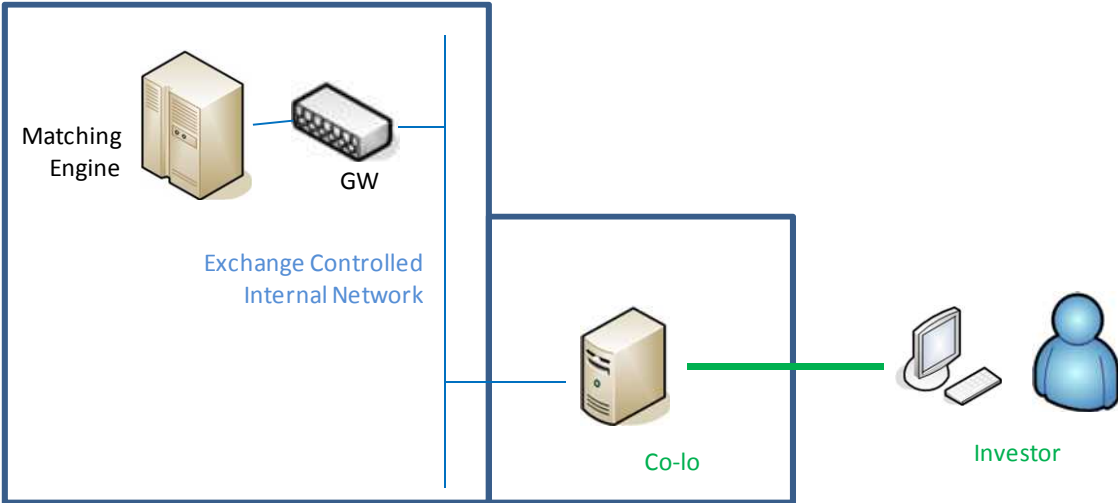 Matching
Engine
GW
Exchange Controlled
Internal Network
Co-lo
Investor